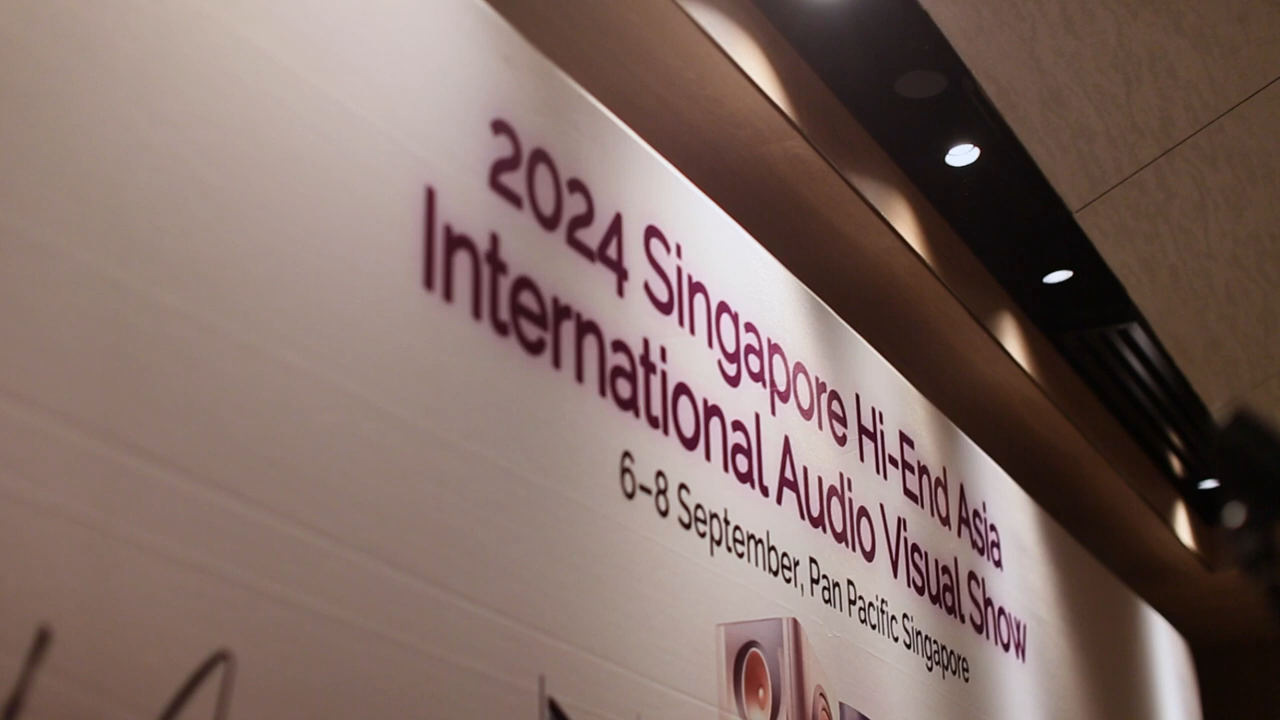 2024 Singapore Hi-End Asia
International Audio Visual Show
6-8 September, Pan Pacific Singapore